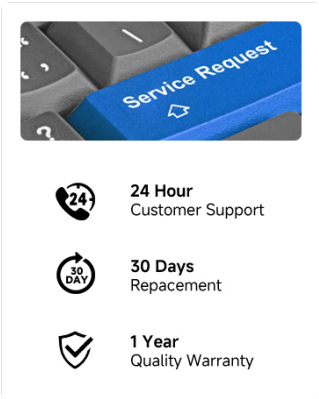 Service Request
24
24 Hour
Customer Support
30
DAY
30 Days
Repacement
1 Year
Quality Warranty